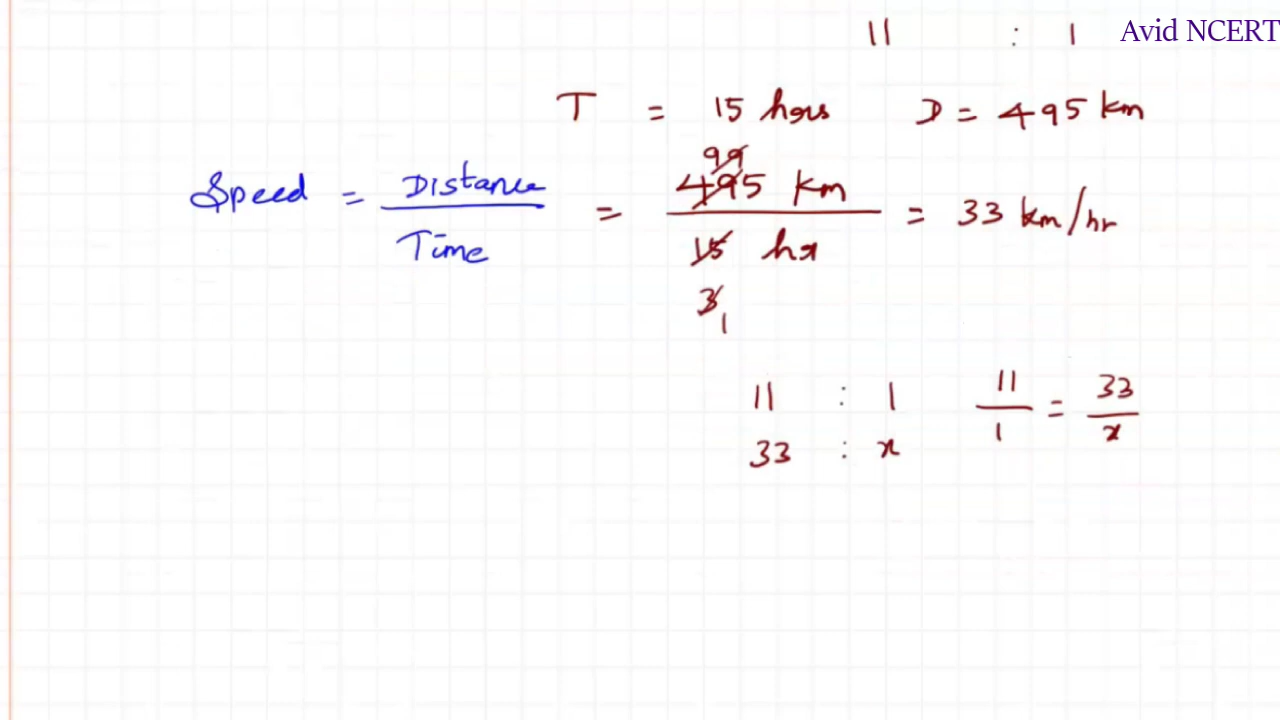 11 : 1 Avid NCERT
T = 15 hours D = 495 km
99
Speed = Distance / Time = 495 km / 15 hr = 33 km/hr
3
1
11 : 1 11/1 = 33/x
33 : x